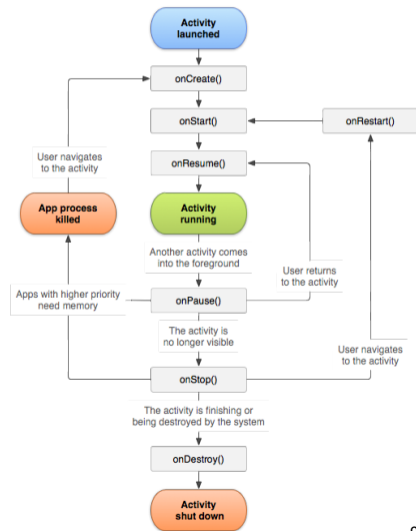 Activity
launched
onCreate()
onStart()
onRestart()
User navigates
to the activity
onResume()
App process
killed
Activity
running
Another activity comes
into the foreground
User returns
to the activity
Apps with higher priority
need memory
onPause()
The activity is
no longer visible
User navigates
to the activity
onStop()
The activity is finishing or
being destroyed by the system
onDestroy()
Activity
shut down